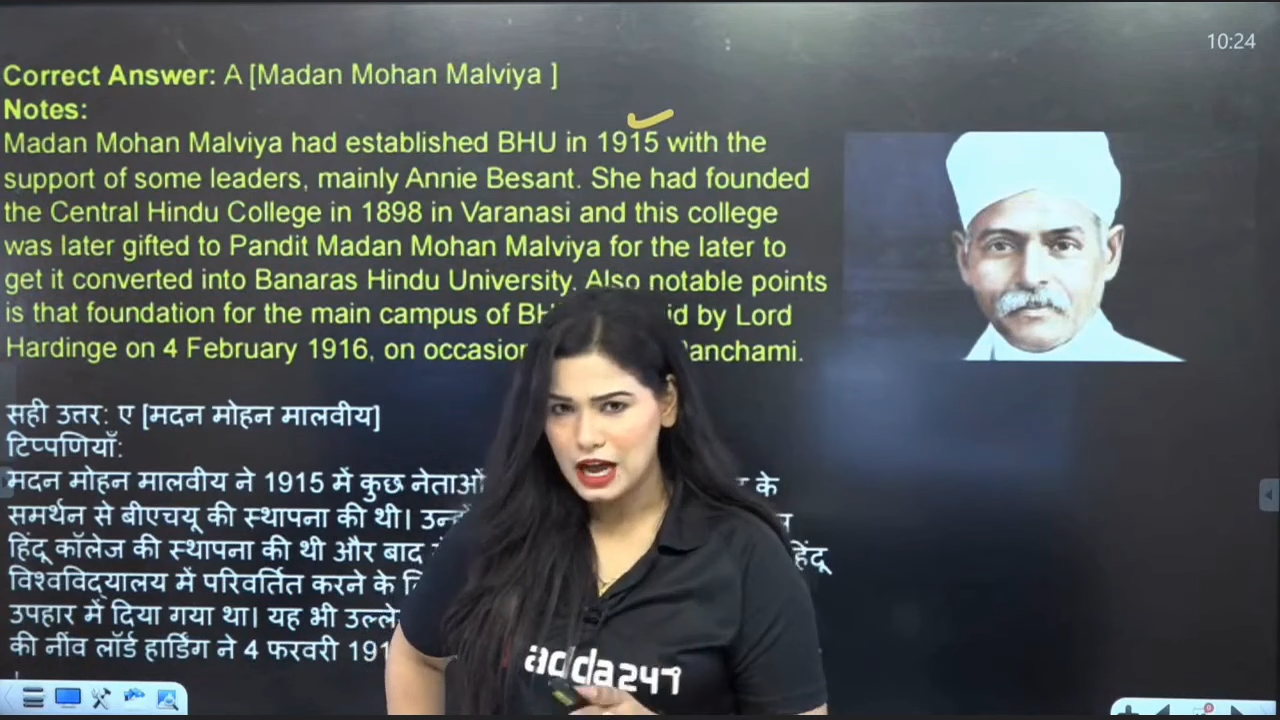 10:24
Correct Answer: A [Madan Mohan Malviya ]
Notes:
Madan Mohan Malviya had established BHU in 1915 with the
support of some leaders, mainly Annie Besant. She had founded
the Central Hindu College in 1898 in Varanasi and this college
was later gifted to Pandit Madan Mohan Malviya for the later to
get it converted into Banaras Hindu University. Also notable points
is that foundation for the main campus of by Lord
Hardinge on 4 February 1916, on occasion
सही उत्तर: ए [मदन मोहन मालवीय]
टिप्पणियाँ:
मदन मोहन मालवीय ने 1915 में कुछ नेताओं के
समर्थन से बीएचयू की स्थापना की थी।
हिंदू कॉलेज की स्थापना की थी और बाद हिंदू
विश्वविद्यालय में परिवर्तित करने के
उपहार में दिया गया था। यह भी
की नींव लॉर्ड हार्डिंग ने 4 फरवरी
adda247